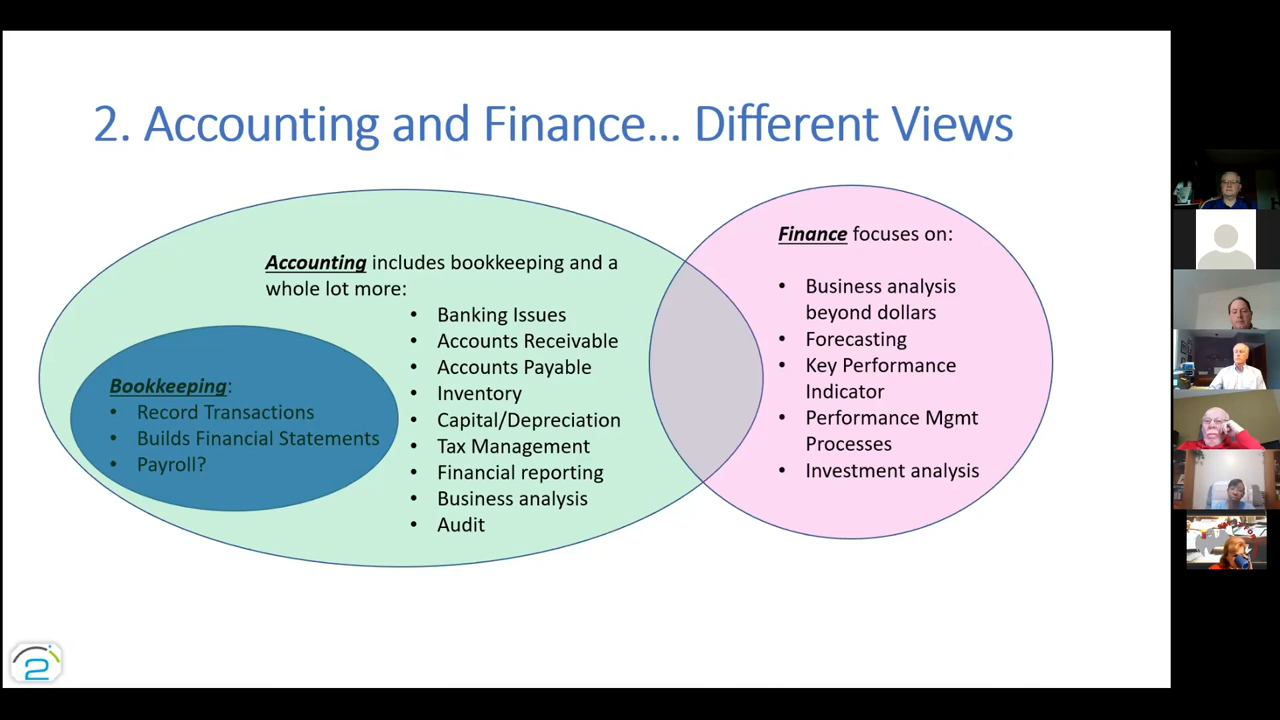 2. Accounting and Finance… Different Views
Accounting includes bookkeeping and a
whole lot more:
• Banking Issues
• Accounts Receivable
• Accounts Payable
• Inventory
• Capital/Depreciation
• Tax Management
• Financial reporting
• Business analysis
• Audit
Bookkeeping:
• Record Transactions
• Builds Financial Statements
• Payroll?
Finance focuses on:
• Business analysis
beyond dollars
• Forecasting
• Key Performance
Indicator
• Performance Mgmt
Processes
• Investment analysis
2